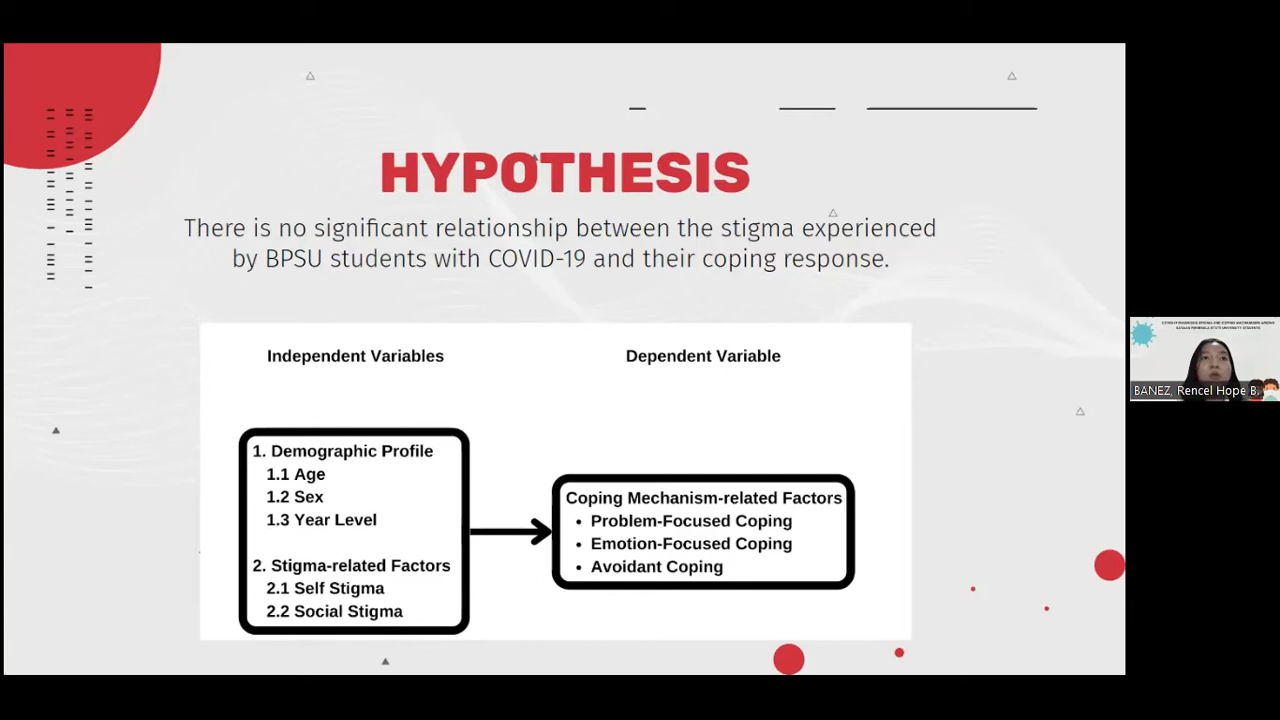 HYPOTHESIS
There is no significant relationship between the stigma experienced
by BPSU students with COVID-19 and their coping response.
Independent Variables
Dependent Variable
1. Demographic Profile
1.1 Age
1.2 Sex
1.3 Year Level
2. Stigma-related Factors
2.1 Self Stigma
2.2 Social Stigma
Coping Mechanism-related Factors
• Problem-Focused Coping
• Emotion-Focused Coping
• Avoidant Coping
BANEZ, Rencel Hope B.